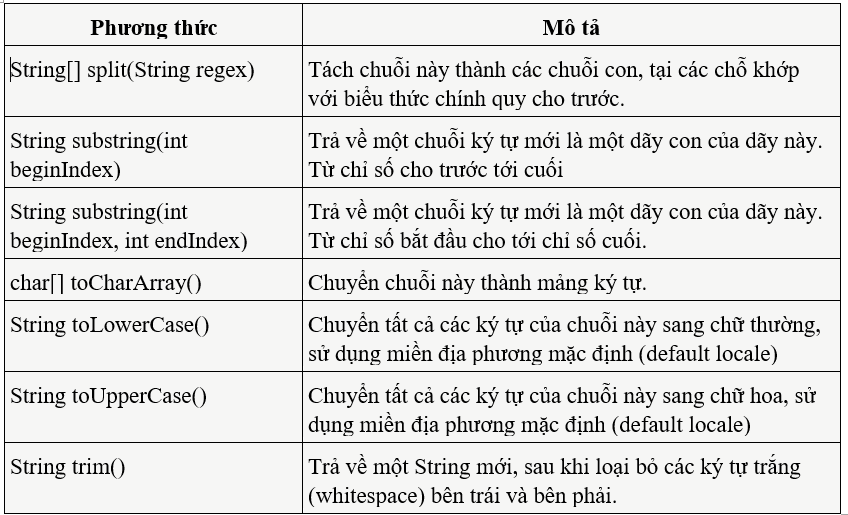 Phương thức
Mô tả
String[] split(String regex)
Tách chuỗi này thành các chuỗi con, tại các chỗ khớp
với biểu thức chính quy cho trước.
String substring(int
beginIndex)
Trả về một chuỗi ký tự mới là một dãy con của dãy này.
Từ chỉ số cho trước tới cuối
String substring(int
beginIndex, int endIndex)
Trả về một chuỗi ký tự mới là một dãy con của dãy này.
Từ chỉ số bắt đầu cho tới chỉ số cuối.
char[] toCharArray()
Chuyển chuỗi này thành mảng ký tự.
String toLowerCase()
Chuyển tất cả các ký tự của chuỗi này sang chữ thường,
sử dụng miền địa phương mặc định (default locale)
String toUpperCase()
Chuyển tất cả các ký tự của chuỗi này sang chữ hoa, sử
dụng miền địa phương mặc định (default locale)
String trim()
Trả về một String mới, sau khi loại bỏ các ký tự trắng
(whitespace) bên trái và bên phải.